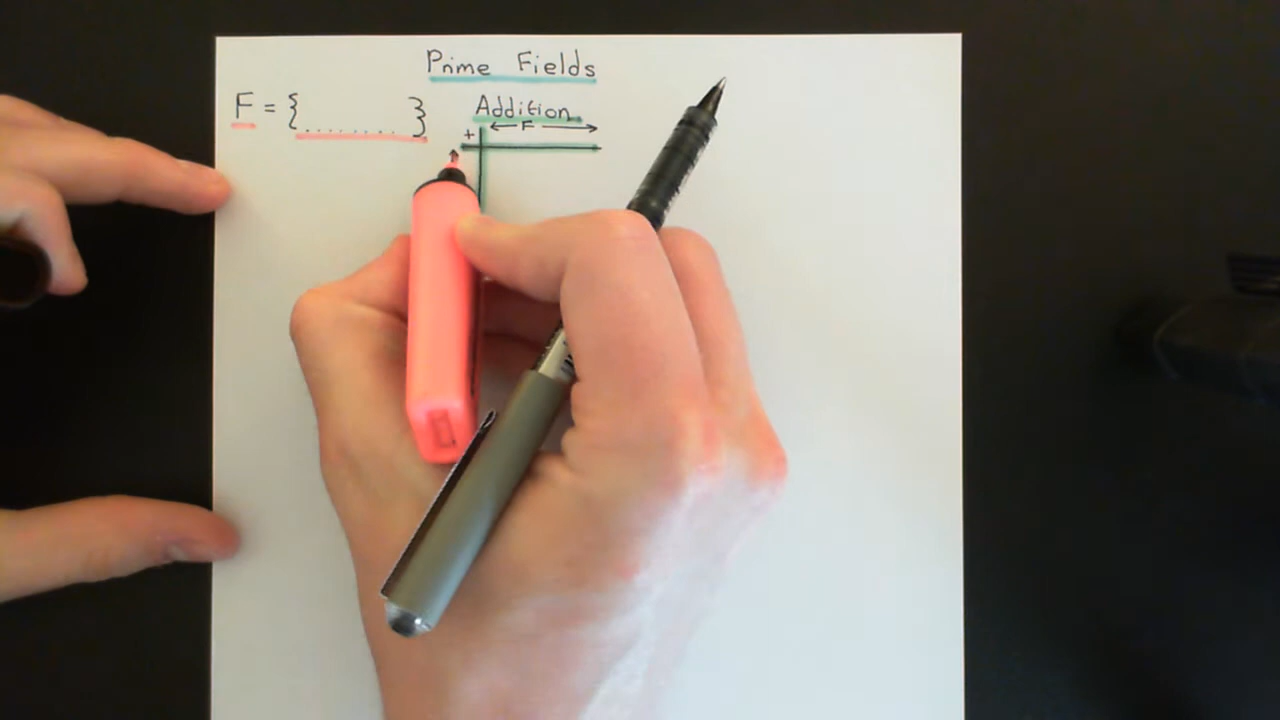 Prime Fields
F = {........}
Addition
+ ← F →